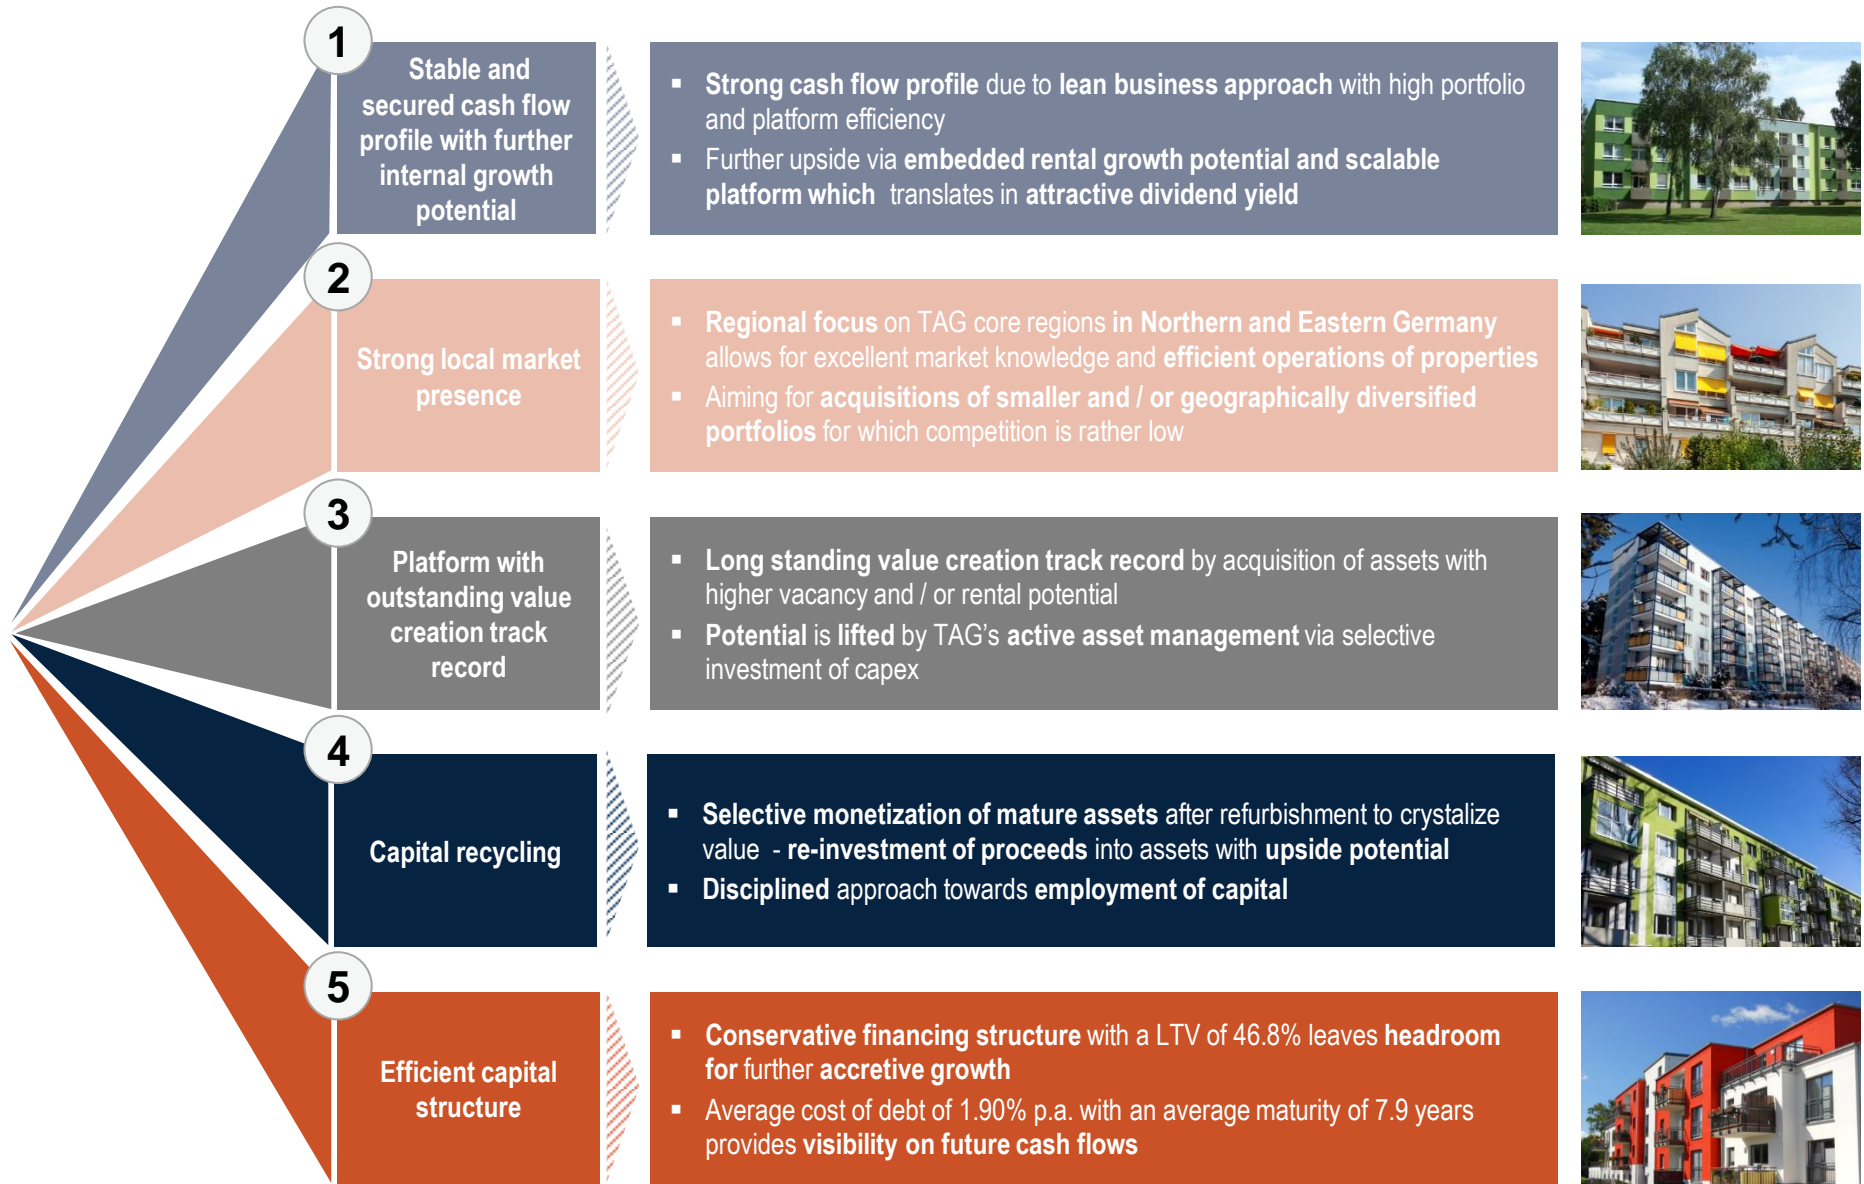 1
Stable and
secured cash flow
profile with further
internal growth
potential
▪ Strong cash flow profile due to lean business approach with high portfolio
and platform efficiency
▪ Further upside via embedded rental growth potential and scalable
platform which translates in attractive dividend yield
2
Strong local market
presence
▪ Regional focus on TAG core regions in Northern and Eastern Germany
allows for excellent market knowledge and efficient operations of properties
▪ Aiming for acquisitions of smaller and / or geographically diversified
portfolios for which competition is rather low
3
Platform with
outstanding value
creation track
record
▪ Long standing value creation track record by acquisition of assets with
higher vacancy and / or rental potential
▪ Potential is lifted by TAG’s active asset management via selective
investment of capex
4
Capital recycling
▪ Selective monetization of mature assets after refurbishment to crystalize
value - re-investment of proceeds into assets with upside potential
▪ Disciplined approach towards employment of capital
5
Efficient capital
structure
▪ Conservative financing structure with a LTV of 46.8% leaves headroom
for further accretive growth
▪ Average cost of debt of 1.90% p.a. with an average maturity of 7.9 years
provides visibility on future cash flows